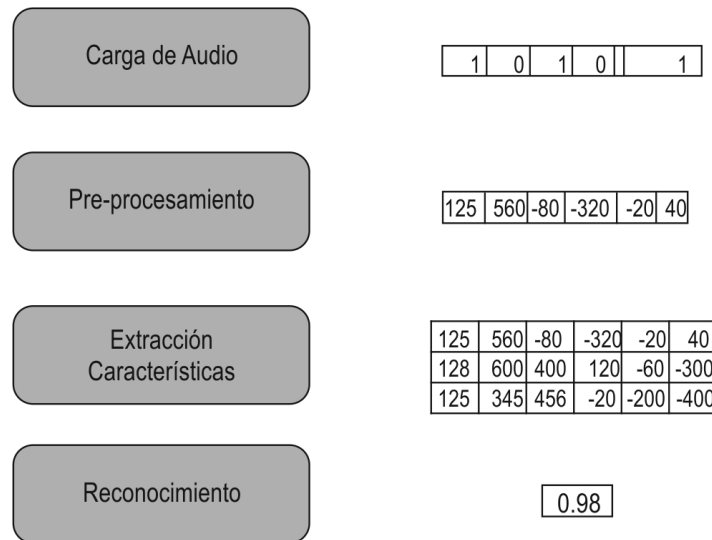 Carga de Audio
1 0 1 0 1
Pre-procesamiento
125 560 -80 -320 -20 40
Extracción
Características
125 560 -80 -320 -20 40
128 600 400 120 -60 -300
125 345 456 -20 -200 -400
Reconocimiento
0.98